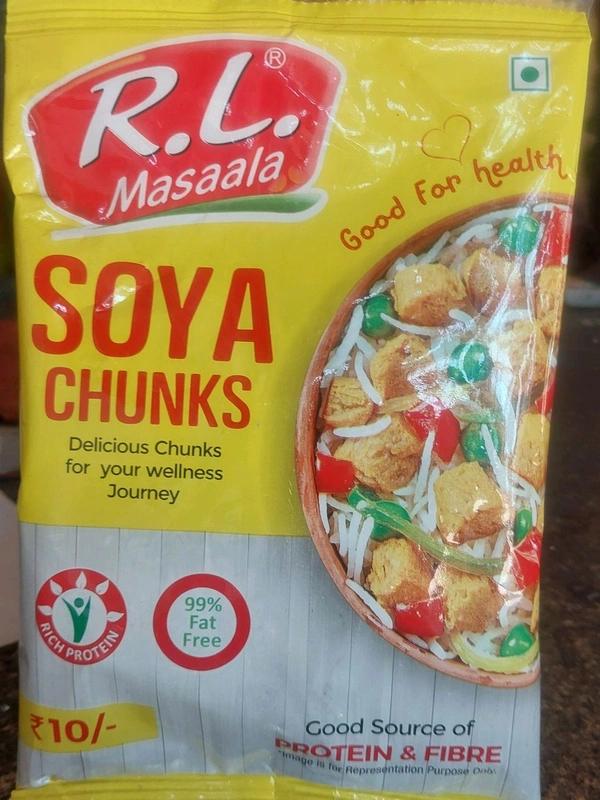 R.L.®
Masaala
Good For health
SOYA
CHUNKS
Delicious Chunks
for your wellness
Journey
RICH PROTEIN
99%
Fat
Free
₹10/-
Good Source of
PROTEIN & FIBRE
*Image is for Representation Purpose Only.